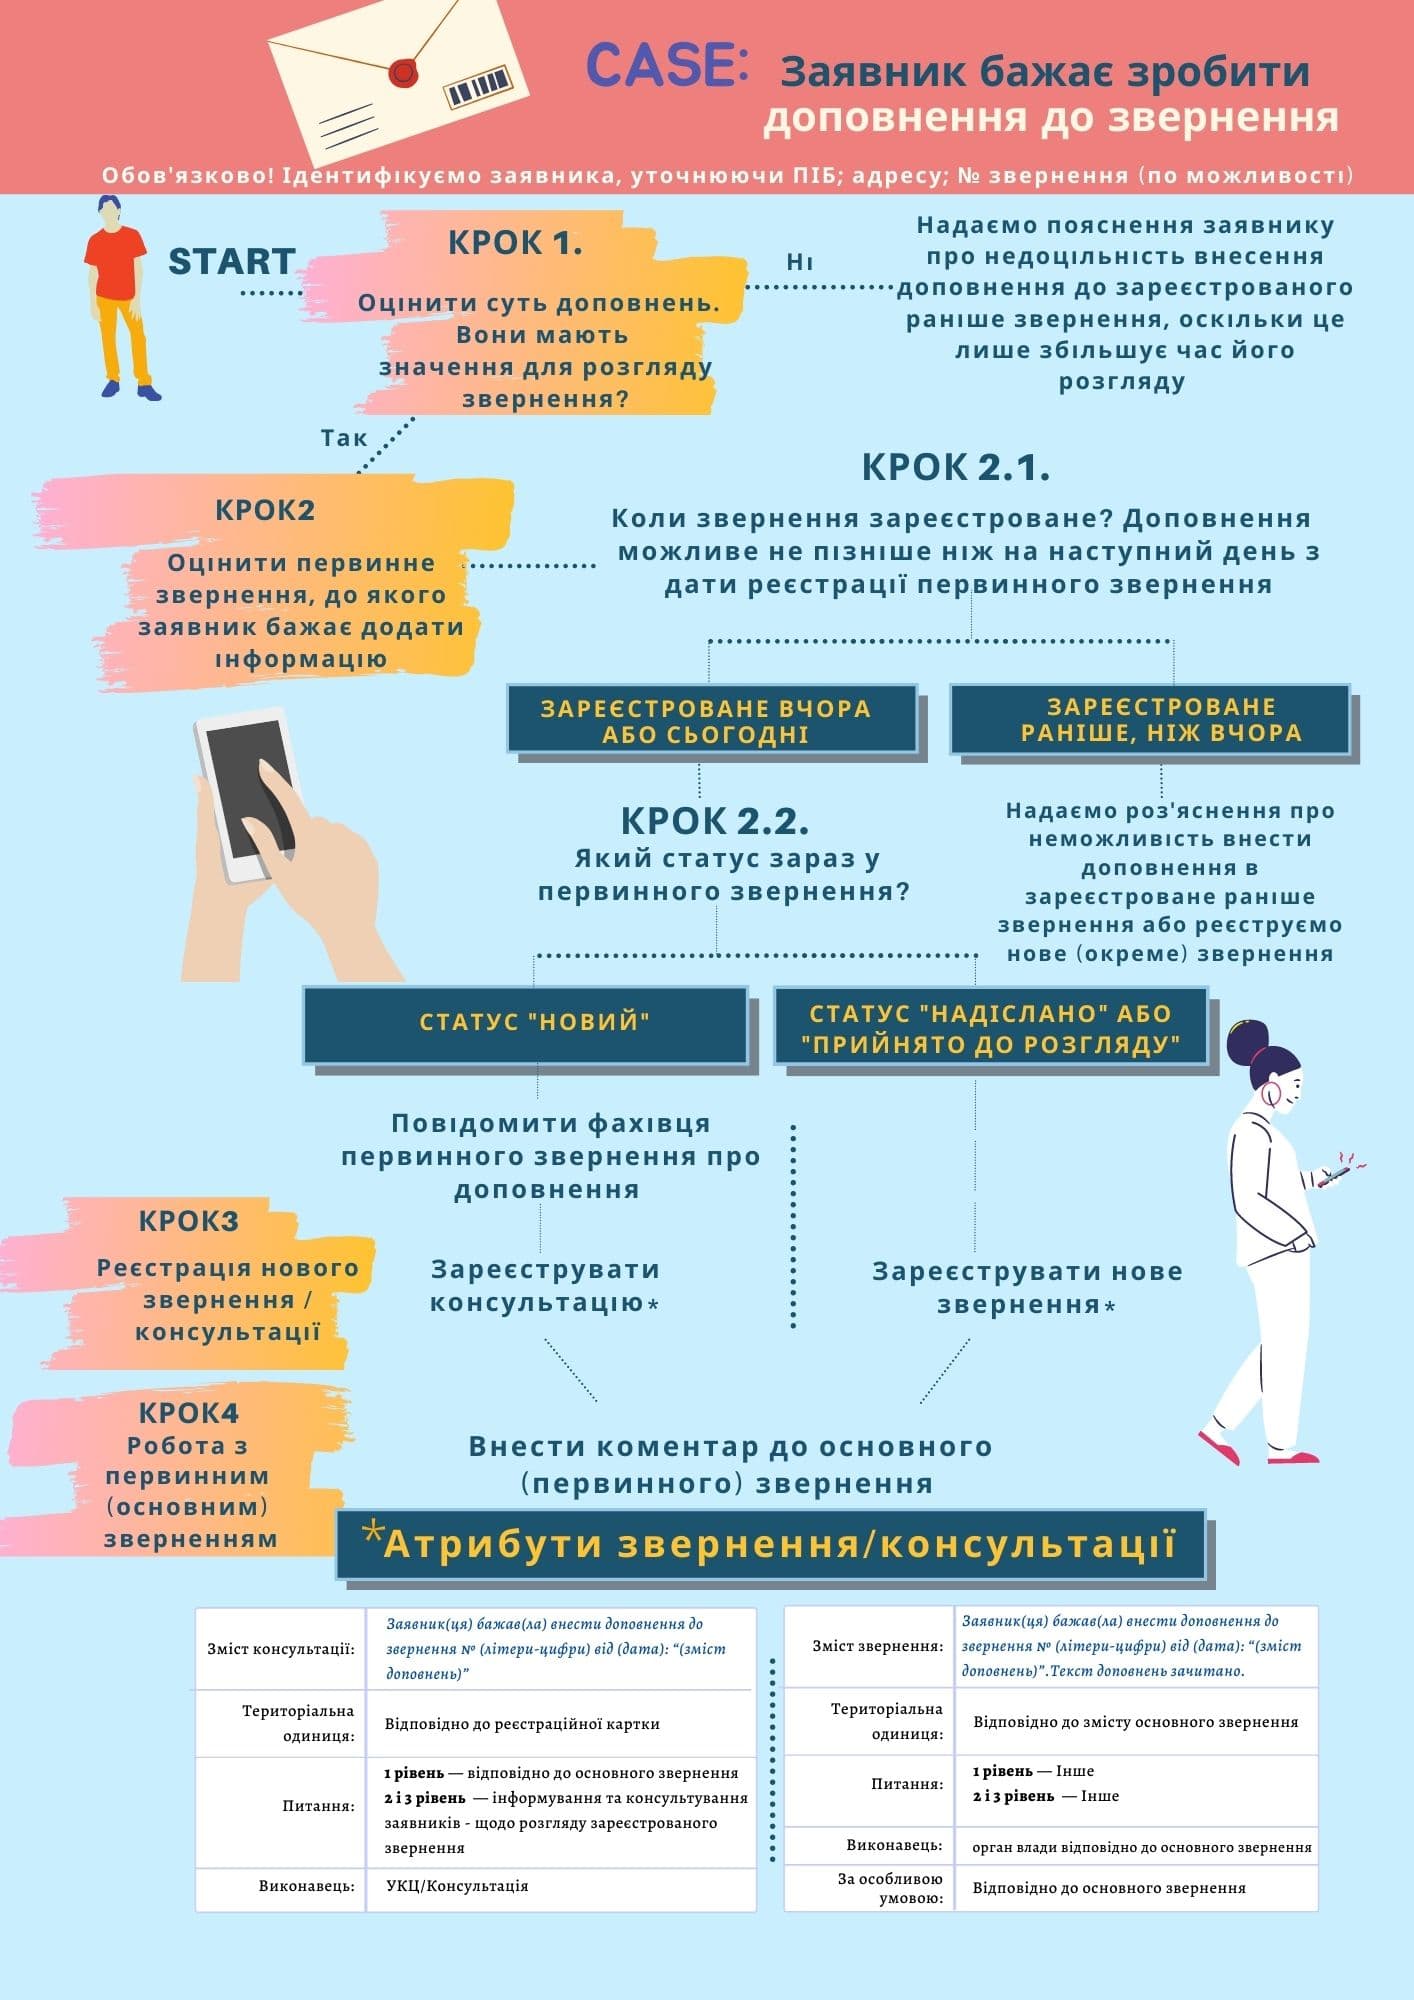 CASE: Заявник бажає зробити
доповнення до звернення
Обов'язково! Ідентифікуємо заявника, уточнюючи ПІБ; адресу; № звернення (по можливості)
START
КРОК 1.
Оцінити суть доповнень.
Вони мають
значення для розгляду
звернення?
Ні
Надаємо пояснення заявнику
про недоцільність внесення
доповнення до зареєстрованого
раніше звернення, оскільки це
лише збільшує час його
розгляду
Так
КРОК2
Оцінити первинне
звернення, до якого
заявник бажає додати
інформацію
КРОК 2.1.
Коли звернення зареєстроване? Доповнення
можливе не пізніше ніж на наступний день з
дати реєстрації первинного звернення
ЗАРЕЄСТРОВАНЕ ВЧОРА
АБО СЬОГОДНІ
ЗАРЕЄСТРОВАНЕ
РАНІШЕ, НІЖ ВЧОРА
КРОК 2.2.
Який статус зараз у
первинного звернення?
Надаємо роз'яснення про
неможливість внести
доповнення в
зареєстроване раніше
звернення або реєструємо
нове (окреме) звернення
СТАТУС "НОВИЙ"
СТАТУС "НАДІСЛАНО" АБО
"ПРИЙНЯТО ДО РОЗГЛЯДУ"
Повідомити фахівця
первинного звернення про
доповнення
КРОК3
Реєстрація нового
звернення /
консультації
Зареєструвати
консультацію*
Зареєструвати нове
звернення*
КРОК4
Робота з
первинним
(основним)
зверненням
Внести коментар до основного
(первинного) звернення
*Атрибути звернення/консультації
Зміст консультації:
Заявник(ця) бажав(ла) внести доповнення до
звернення № (літери-цифри) від (дата): “(зміст
доповнень)”
Територіальна
одиниця:
Відповідно до реєстраційної картки
Питання:
1 рівень — відповідно до основного звернення
2 і 3 рівень — інформування та консультування
заявників - щодо розгляду зареєстрованого
звернення
Виконавець:
УКЦ/Консультація
Зміст звернення:
Заявник(ця) бажав(ла) внести доповнення до
звернення № (літери-цифри) від (дата): “(зміст
доповнень)”.Текст доповнень зачитано.
Територіальна
одиниця:
Відповідно до змісту основного звернення
Питання:
1 рівень — Інше
2 і 3 рівень — Інше
Виконавець:
орган влади відповідно до основного звернення
За особливою
умовою:
Відповідно до основного звернення